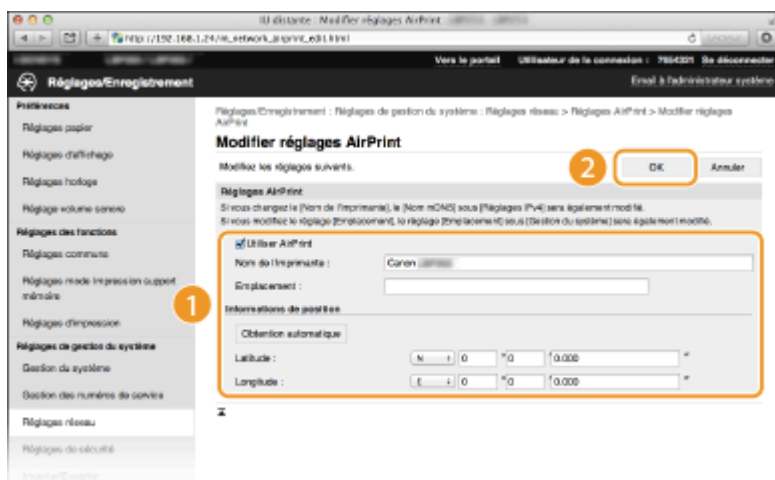 IU distante : Modifier réglages AirPrint :
Lecteur
Vers le portail Utilisateur de la connexion : 7654321 Se déconnecter
Réglages/Enregistrement
Email à l'administrateur système
Préférences
Réglages papier
Réglages d'affichage
Réglages horloge
Réglage volume sonore
Réglages des fonctions
Réglages communs
Réglages mode Impression support
mémoire
Réglages d'impression
Réglages de gestion du système
Gestion du système
Gestion des numéros de service
Réglages réseau
Réglages de sécurité
Importer/Exporter
Réglages/Enregistrement : Réglages de gestion du système : Réglages réseau > Réglages AirPrint > Modifier réglages
AirPrint
Modifier réglages AirPrint
Modifiez les réglages suivants.
2
OK Annuler
Réglages AirPrint
Si vous changez le [Nom de l'imprimante], le [Nom mDNS] sous [Réglages IPv4] sera également modifié.
Si vous modifiez le réglage [Emplacement], le réglage [Emplacement] sous [Gestion du système] sera également modifié.
1
Utiliser AirPrint
Nom de l'imprimante : Canon
Emplacement :
Informations de position
Obtention automatique
Latitude : N 0 ° 0 ' 0.000 "
Longitude : E 0 ° 0 ' 0.000 "